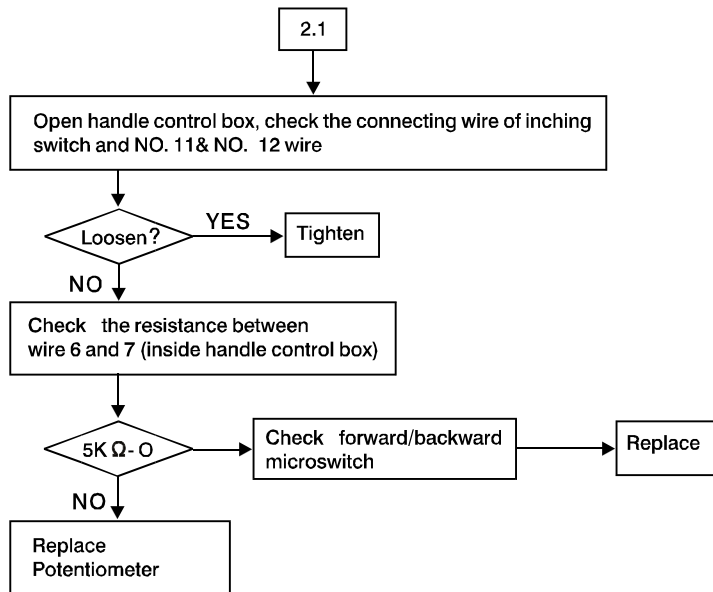 2.1
Open handle control box, check the connecting wire of inching
switch and NO. 11& NO. 12 wire
Loosen?
YES
Tighten
NO
Check the resistance between
wire 6 and 7 (inside handle control box)
5K Ω- O
Check forward/backward
microswitch
Replace
NO
Replace
Potentiometer